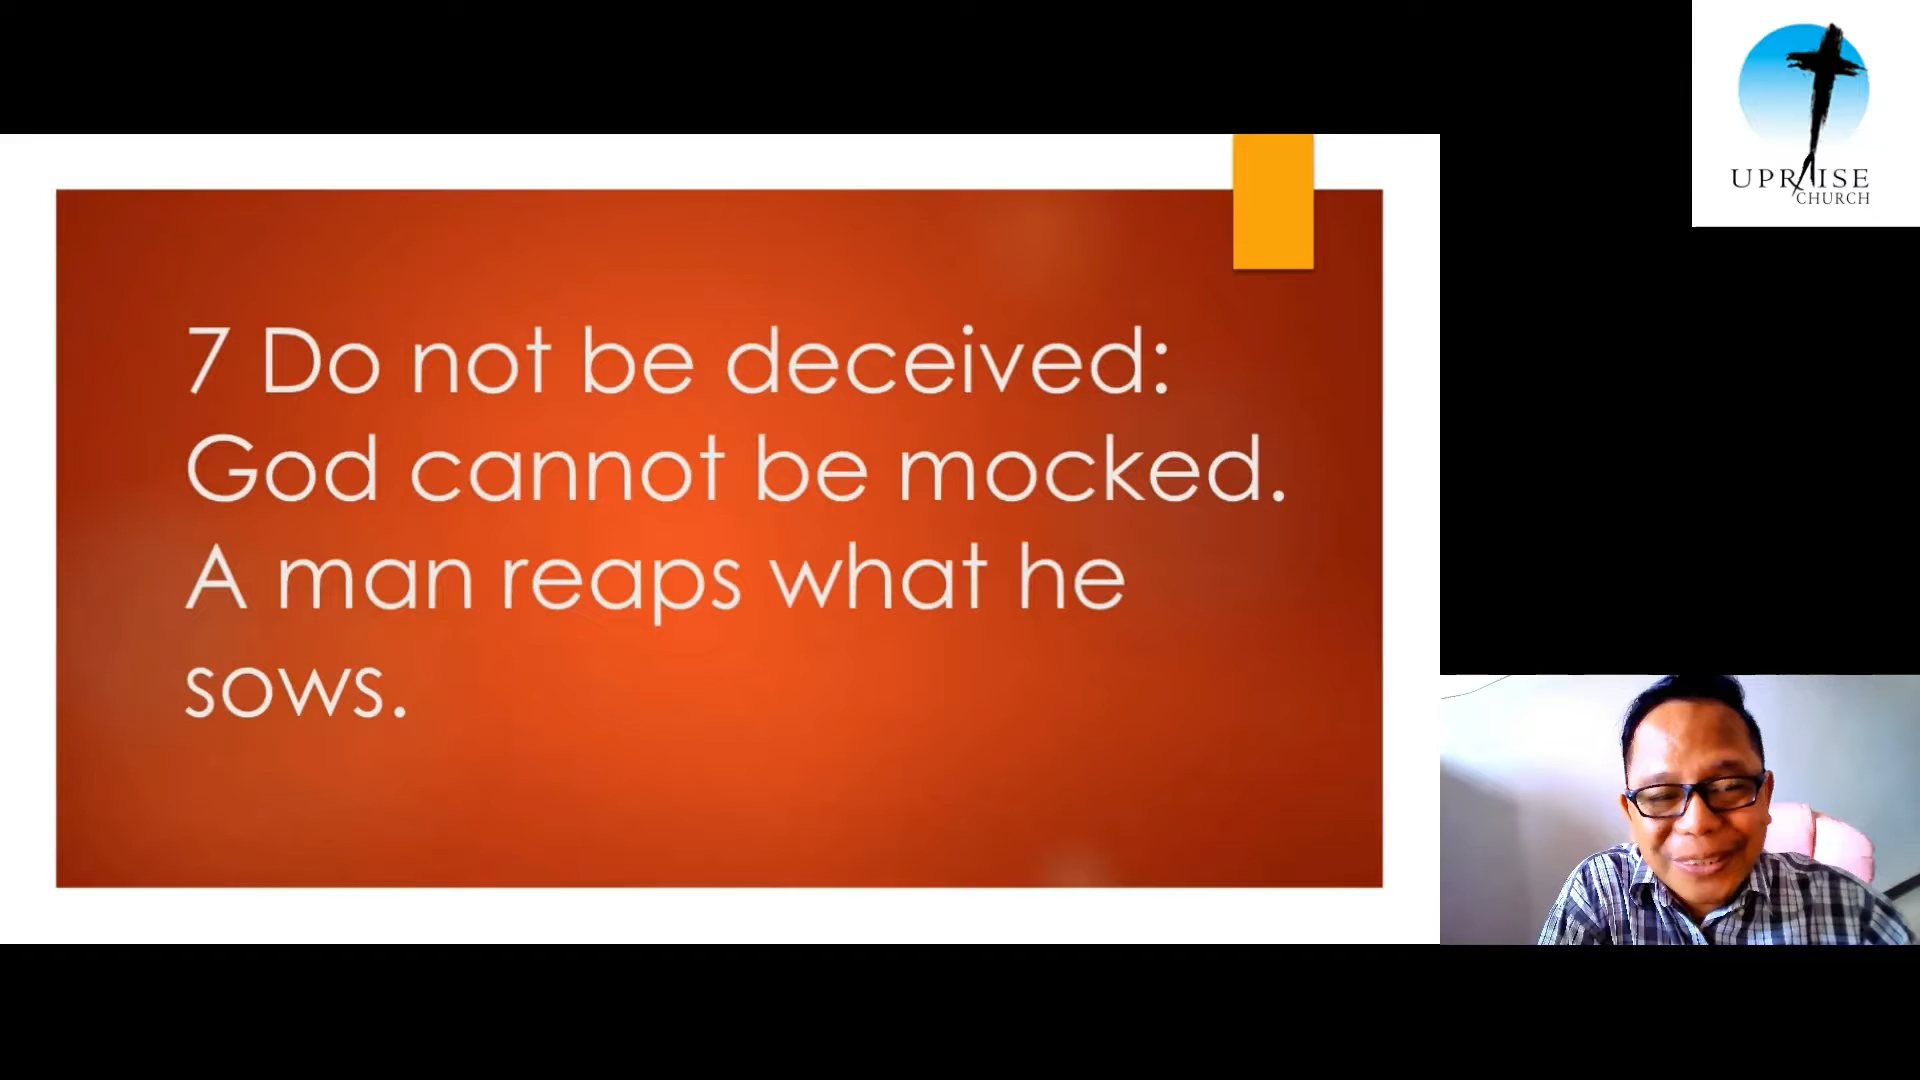 7 Do not be deceived:
God cannot be mocked.
A man reaps what he
sows.
UPRAISE
CHURCH